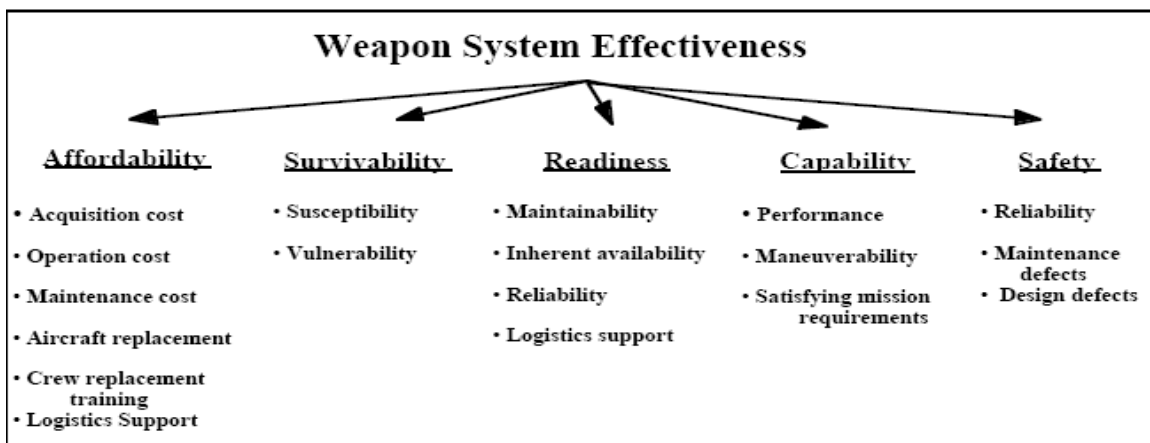 Weapon System Effectiveness
Affordability
• Acquisition cost
• Operation cost
• Maintenance cost
• Aircraft replacement
• Crew replacement
training
• Logistics Support
Survivability
• Susceptibility
• Vulnerability
Readiness
• Maintainability
• Inherent availability
• Reliability
• Logistics support
Capability
• Performance
• Maneuverability
• Satisfying mission
requirements
Safety
• Reliability
• Maintenance
defects
• Design defects